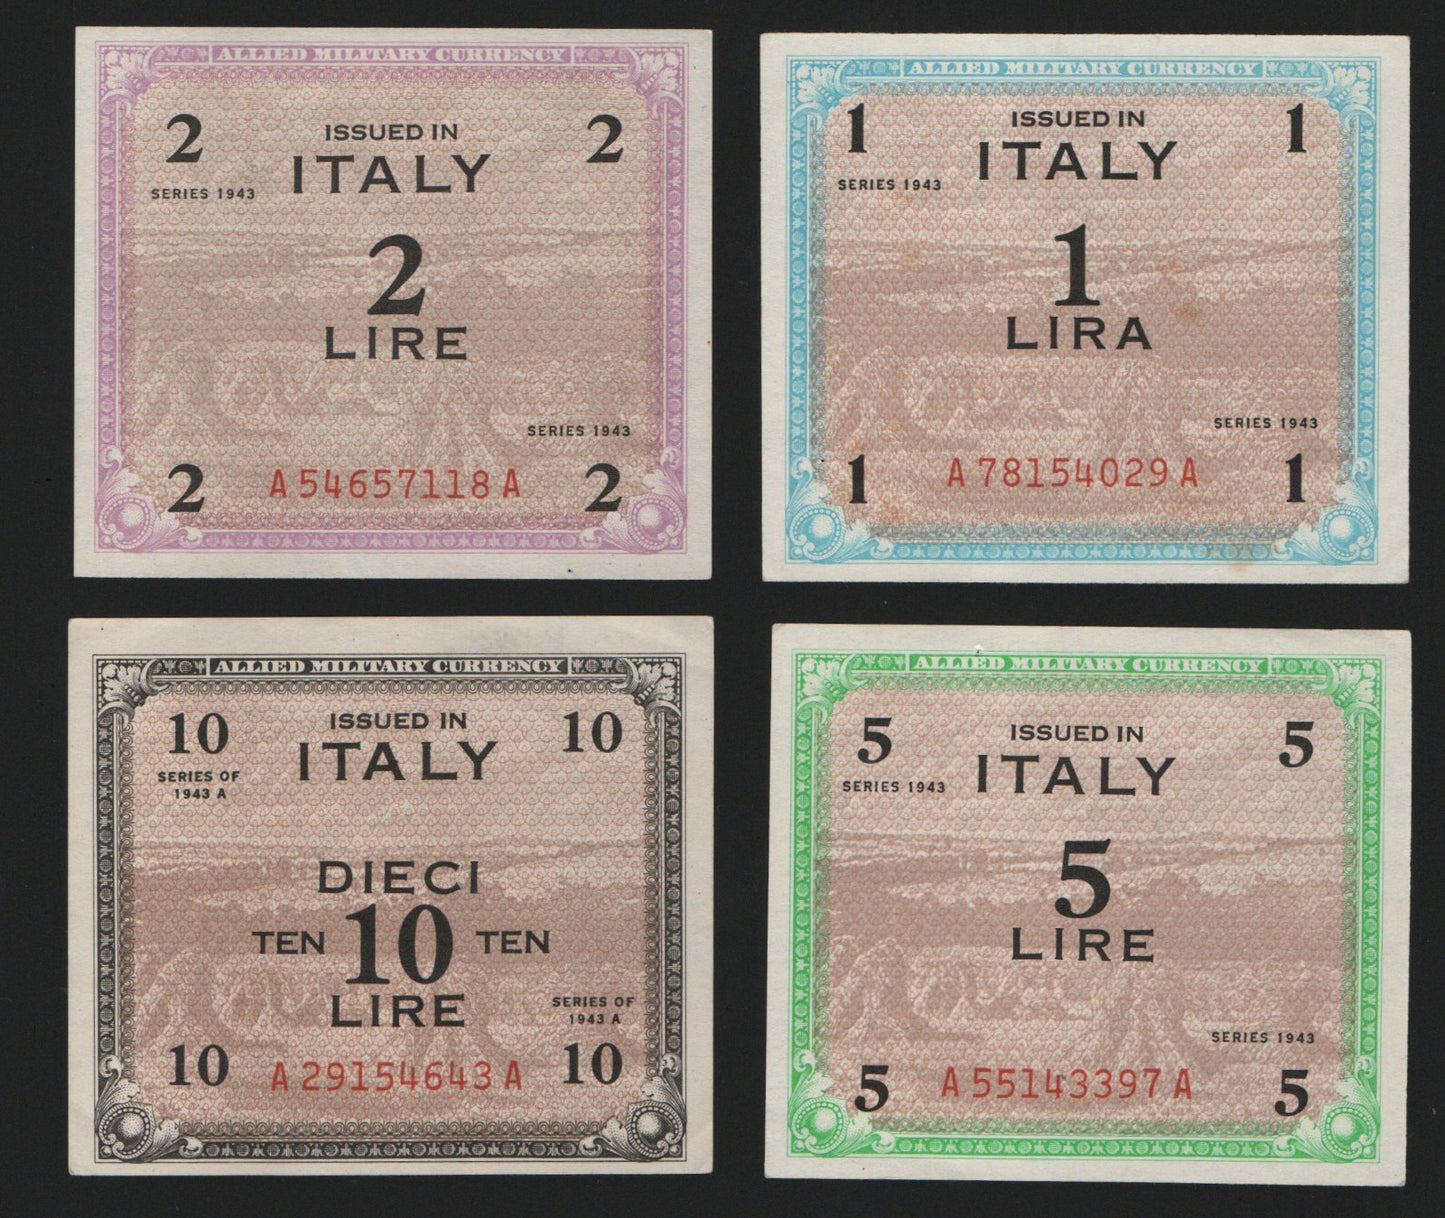 ALLIED MILITARY CURRENCY
2 ISSUED IN 2
ITALY
SERIES 1943
2
LIRE
SERIES 1943
2 A 54657118 A 2
ALLIED MILITARY CURRENCY
1 ISSUED IN 1
ITALY
SERIES 1943
1
LIRA
SERIES 1943
1 A 78154029 A 1
ALLIED MILITARY CURRENCY
10 ISSUED IN 10
ITALY
SERIES OF
1943 A
DIECI
TEN 10 TEN
LIRE
SERIES OF
1943 A
10 A 29154643 A 10
ALLIED MILITARY CURRENCY
5 ISSUED IN 5
ITALY
SERIES 1943
5
LIRE
SERIES 1943
5 A 55143397 A 5